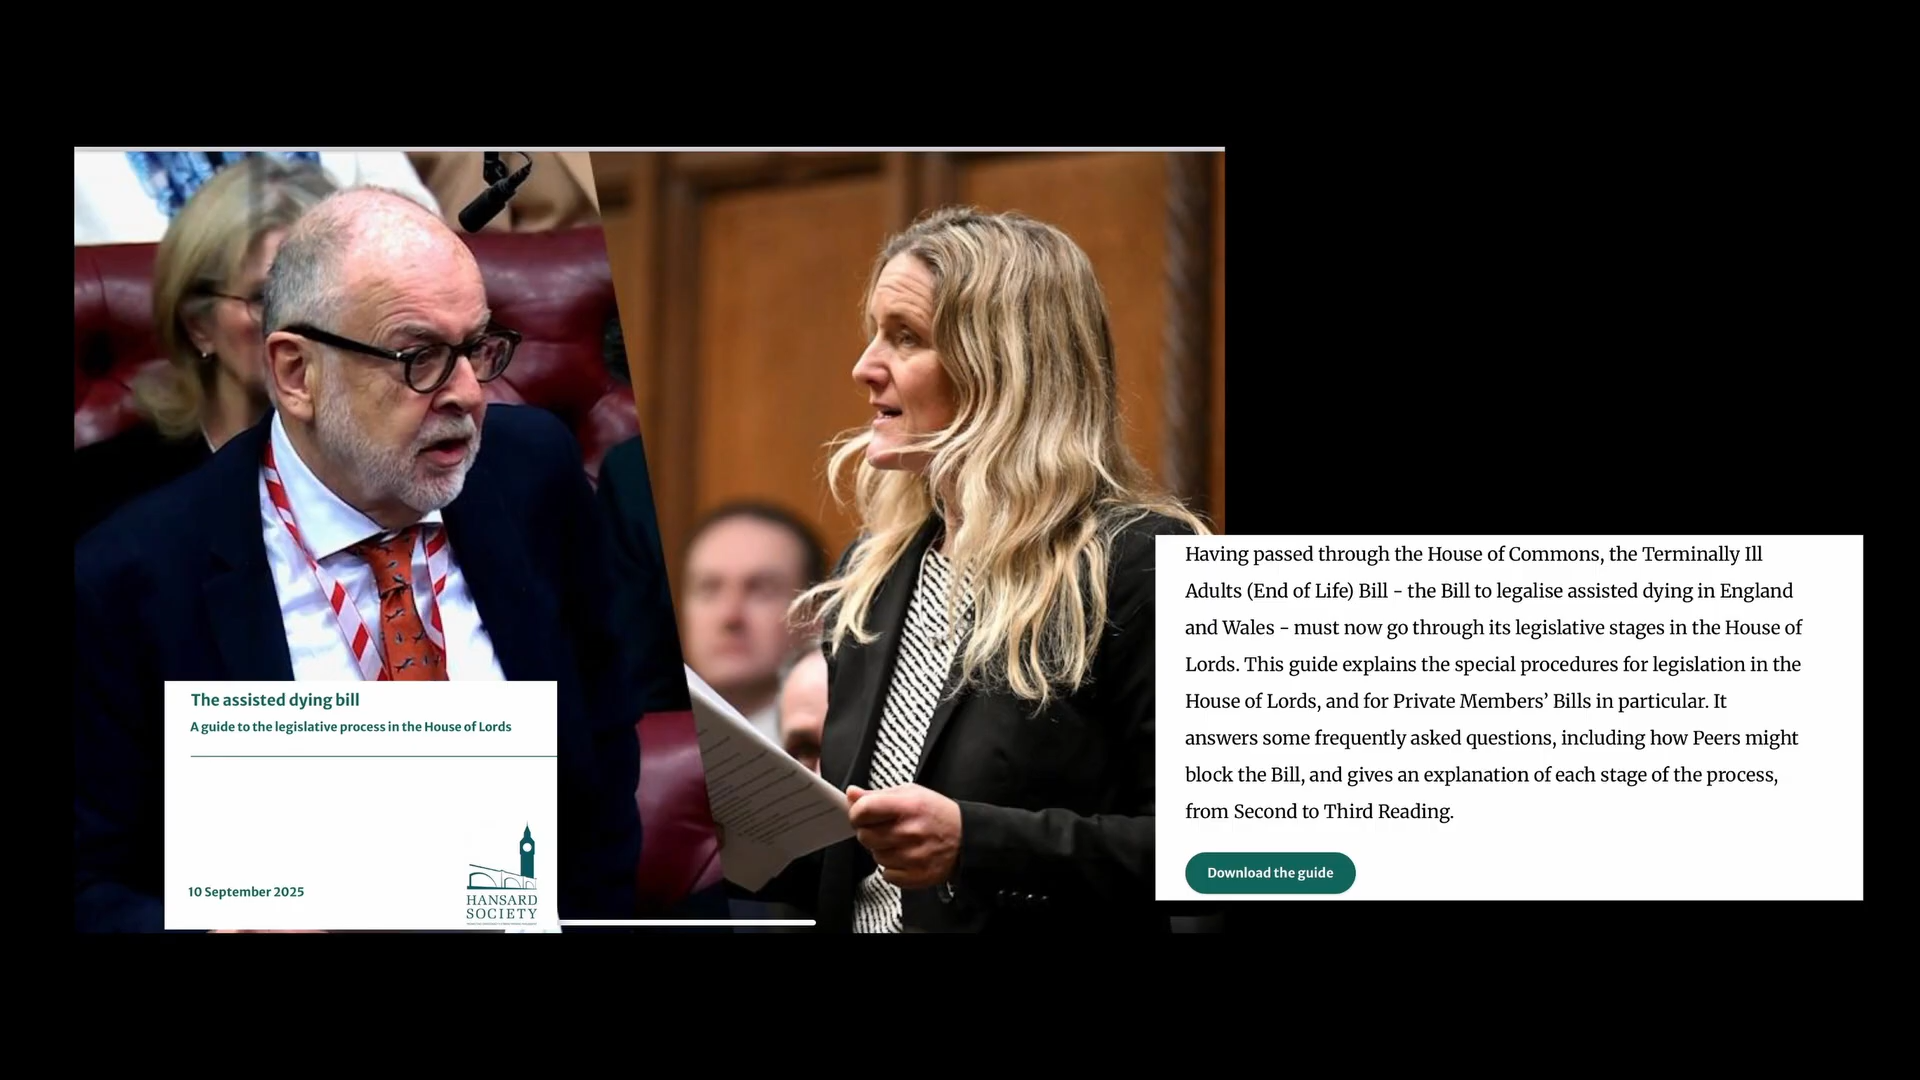 The assisted dying bill
A guide to the legislative process in the House of Lords
10 September 2025
HANSARD
SOCIETY
Having passed through the House of Commons, the Terminally Ill
Adults (End of Life) Bill - the Bill to legalise assisted dying in England
and Wales - must now go through its legislative stages in the House of
Lords. This guide explains the special procedures for legislation in the
House of Lords, and for Private Members’ Bills in particular. It
answers some frequently asked questions, including how Peers might
block the Bill, and gives an explanation of each stage of the process,
from Second to Third Reading.
Download the guide